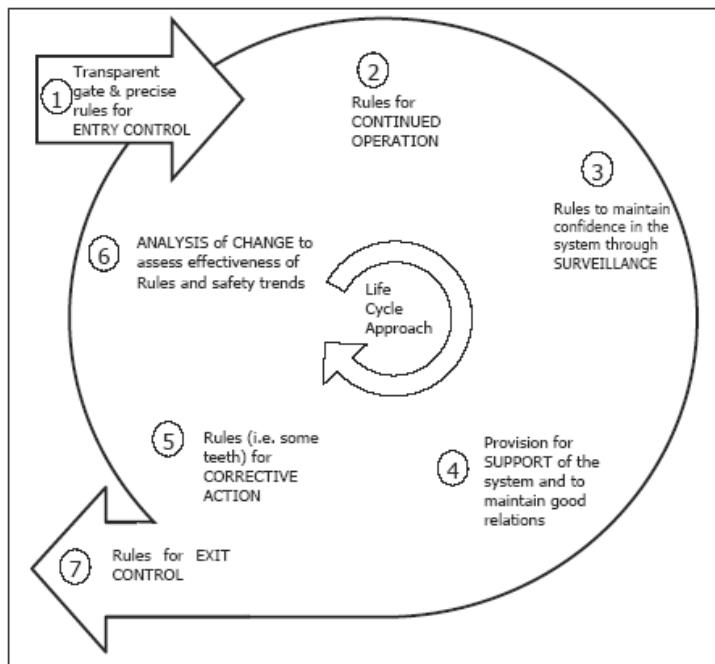 1
Transparent
gate & precise
rules for
ENTRY CONTROL
2
Rules for
CONTINUED
OPERATION
3
Rules to maintain
confidence in the
system through
SURVEILLANCE
6
ANALYSIS of CHANGE to
assess effectiveness of
Rules and safety trends
Life
Cycle
Approach
5
Rules (i.e. some
teeth) for
CORRECTIVE
ACTION
4
Provision for
SUPPORT of the
system and to
maintain good
relations
7
Rules for EXIT
CONTROL